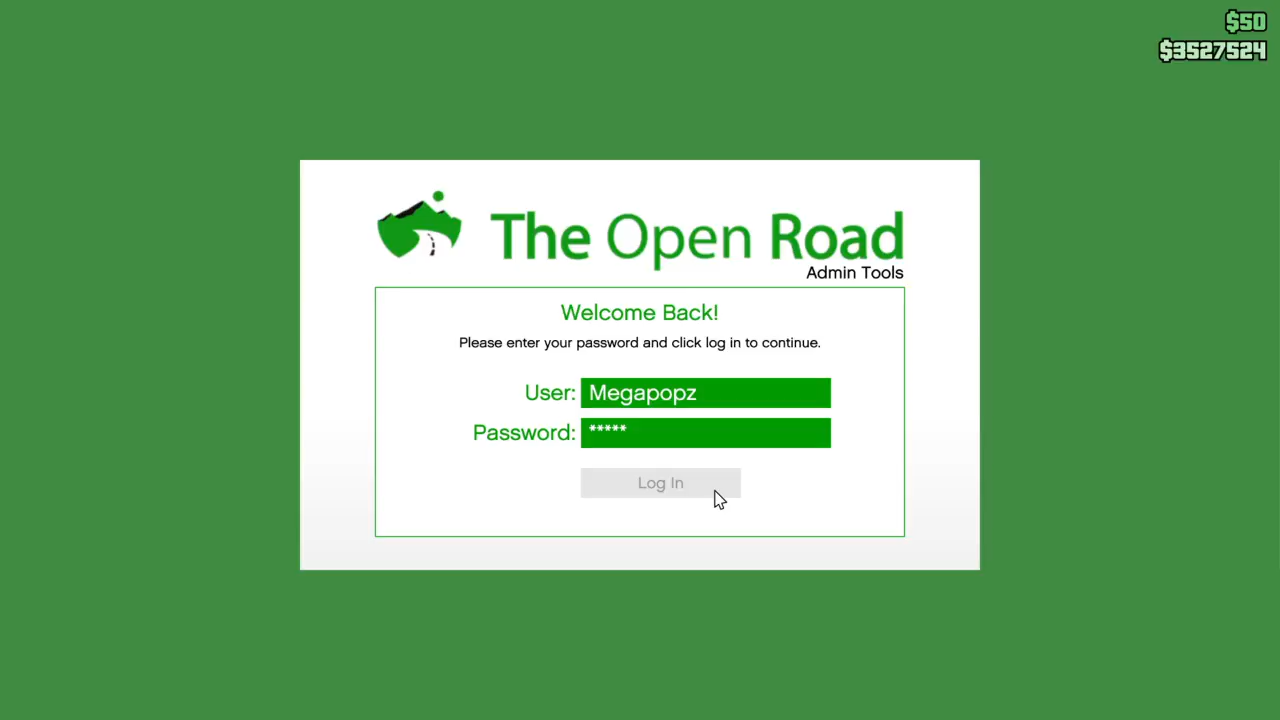 $50
$3527524
The Open Road
Admin Tools
Welcome Back!
Please enter your password and click log in to continue.
User: Megapopz
Password: *****
Log In